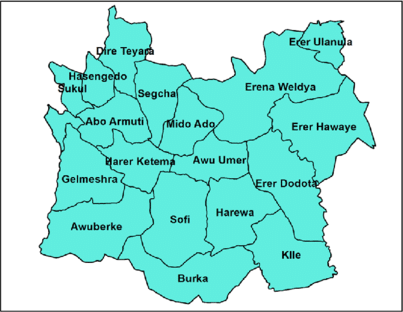 Erer Ulanula
Dire Teyara
Hasengedo
Sukul
Segcha
Erena Weldya
Abo Armuti
Mido Ado
Erer Hawaye
Harer Ketema
Awu Umer
Gelmeshra
Erer Dodota
Awuberke
Sofi
Harewa
Klle
Burka